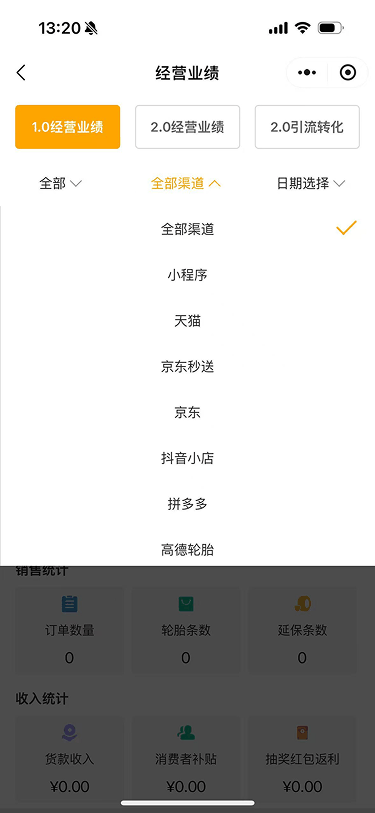 13:20
经营业绩
1.0经营业绩 2.0经营业绩 2.0引流转化
全部 全部渠道 日期选择
全部渠道
小程序
天猫
京东秒送
京东
抖音小店
拼多多
高德轮胎
销售统计
订单数量 轮胎条数 延保条数
0 0 0
收入统计
货款收入 消费者补贴 抽奖红包返利
¥0.00 ¥0.00 ¥0.00